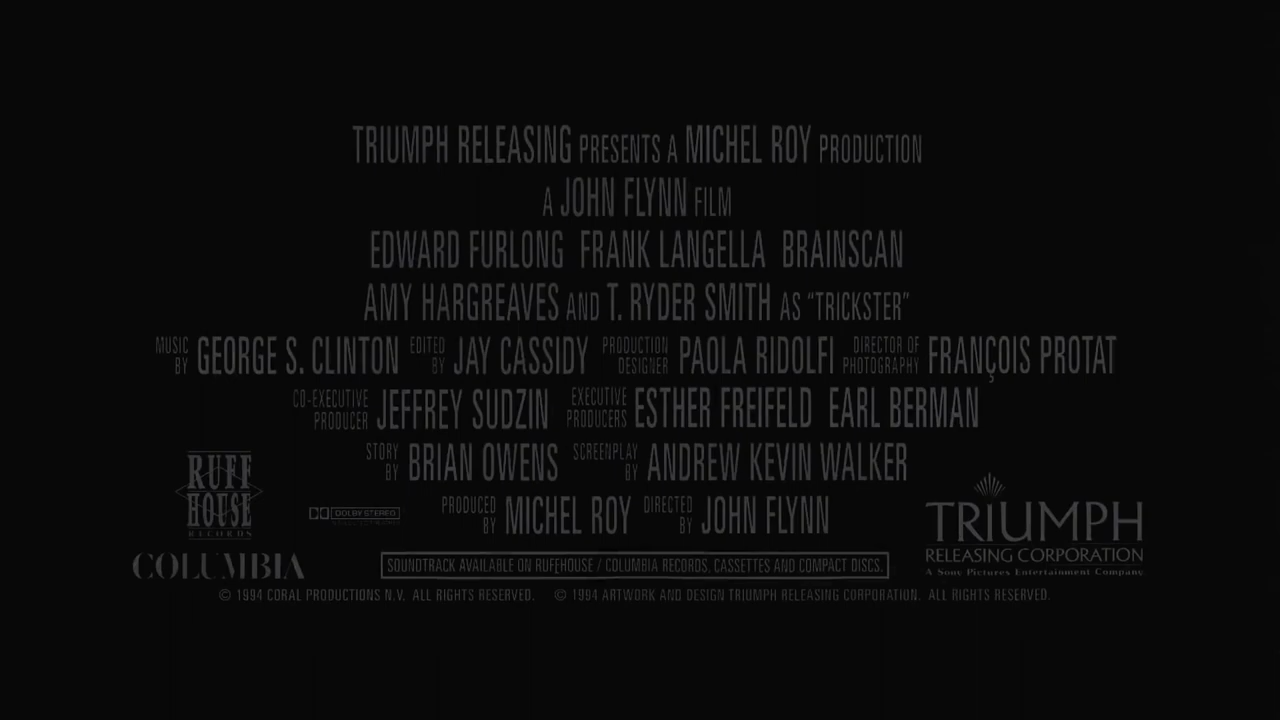 TRIUMPH RELEASING PRESENTS A MICHEL ROY PRODUCTION
A JOHN FLYNN FILM
EDWARD FURLONG FRANK LANGELLA BRAINSCAN
AMY HARGREAVES AND T. RYDER SMITH AS “TRICKSTER”
MUSIC BY GEORGE S. CLINTON EDITED BY JAY CASSIDY PRODUCTION DESIGNER PAOLA RIDOLFI DIRECTOR OF PHOTOGRAPHY FRANÇOIS PROTAT
CO-EXECUTIVE PRODUCER JEFFREY SUDZIN EXECUTIVE PRODUCERS ESTHER FREIFELD EARL BERMAN
STORY BY BRIAN OWENS SCREENPLAY BY ANDREW KEVIN WALKER
PRODUCED BY MICHEL ROY DIRECTED BY JOHN FLYNN
RUFF
HOUSE
RECORDS
COLUMBIA
DOLBY STEREO
TRIUMPH
RELEASING CORPORATION
A Sony Pictures Entertainment Company
SOUNDTRACK AVAILABLE ON RUFFHOUSE / COLUMBIA RECORDS, CASSETTES AND COMPACT DISCS.
© 1994 CORAL PRODUCTIONS N.V. ALL RIGHTS RESERVED. © 1994 ARTWORK AND DESIGN TRIUMPH RELEASING CORPORATION. ALL RIGHTS RESERVED.